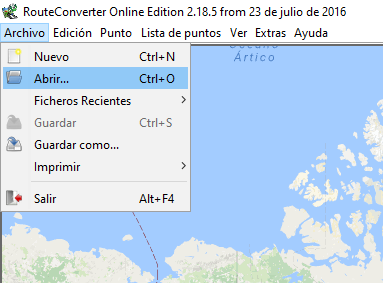 RouteConverter Online Edition 2.18.5 from 23 de julio de 2016
Archivo Edición Punto Lista de puntos Ver Extras Ayuda
Nuevo Ctrl+N
Abrir... Ctrl+O
Ficheros Recientes
Guardar Ctrl+S
Guardar como...
Imprimir
Salir Alt+F4
Océano
Ártico